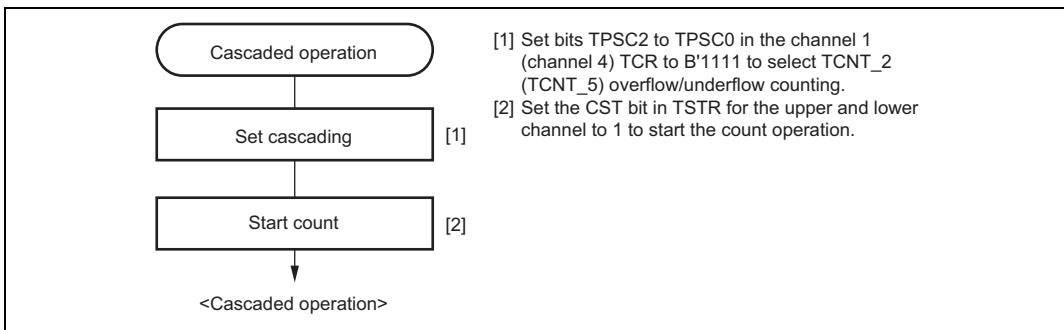 Cascaded operation
Set cascading
[1]
Start count
[2]
<Cascaded operation>
[1] Set bits TPSC2 to TPSC0 in the channel 1
(channel 4) TCR to B'1111 to select TCNT_2
(TCNT_5) overflow/underflow counting.
[2] Set the CST bit in TSTR for the upper and lower
channel to 1 to start the count operation.